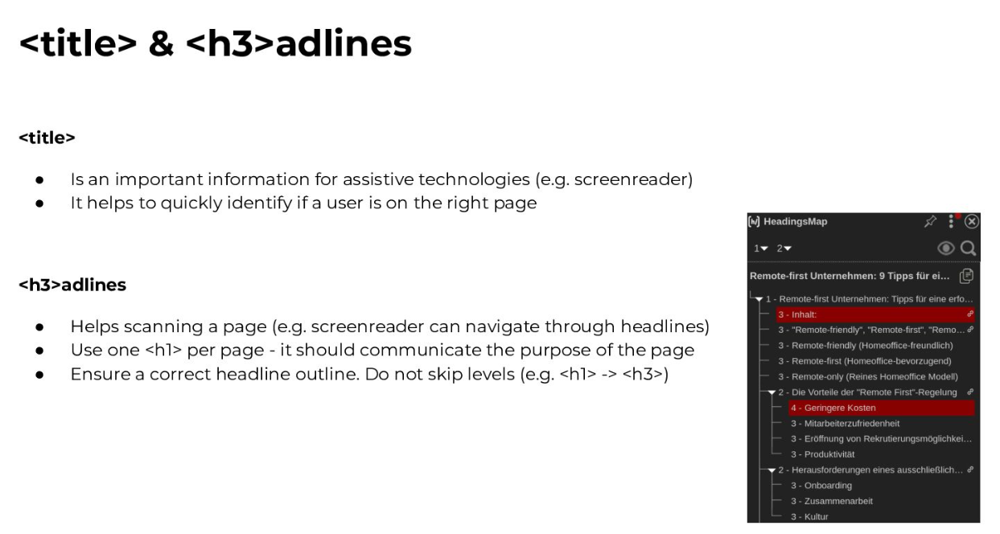 <title> & <h3>adlines
<title>
● Is an important information for assistive technologies (e.g. screenreader)
● It helps to quickly identify if a user is on the right page
<h3>adlines
● Helps scanning a page (e.g. screenreader can navigate through headlines)
● Use one <h1> per page - it should communicate the purpose of the page
● Ensure a correct headline outline. Do not skip levels (e.g. <h1> -> <h3>)
[h/] HeadingsMap
1 2
Remote-first Unternehmen: 9 Tipps für ei...
1 - Remote-first Unternehmen: Tipps für eine erfo...
3 - Inhalt:
3 - "Remote-friendly", "Remote-first", "Remo...
3 - Remote-friendly (Homeoffice-freundlich)
3 - Remote-first (Homeoffice-bevorzugend)
3 - Remote-only (Reines Homeoffice Modell)
2 - Die Vorteile der "Remote First"-Regelung
4 - Geringere Kosten
3 - Mitarbeiterzufriedenheit
3 - Eröffnung von Rekrutierungsmöglichkei...
3 - Produktivität
2 - Herausforderungen eines ausschließlich...
3 - Onboarding
3 - Zusammenarbeit
3 - Kultur